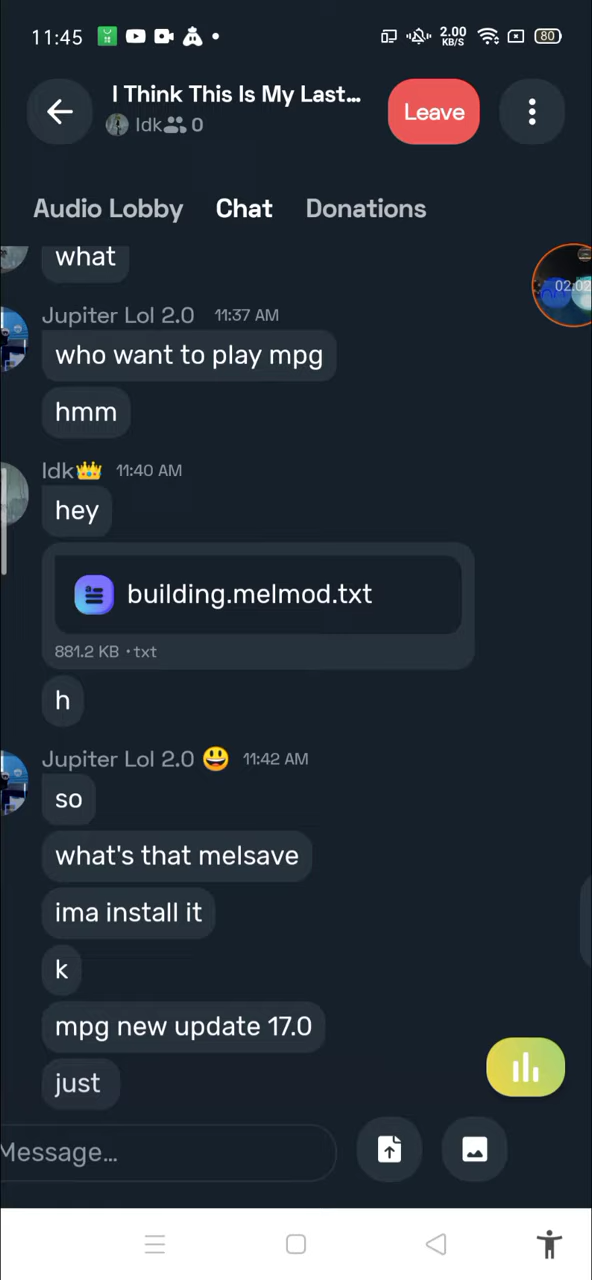 11:45
2.00
KB/S
80
I Think This Is My Last...
Idk 0
Leave
Audio Lobby
Chat
Donations
what
02:02
Jupiter Lol 2.0 11:37 AM
who want to play mpg
hmm
Idk👑 11:40 AM
hey
building.melmod.txt
881.2 KB · txt
h
Jupiter Lol 2.0 😃 11:42 AM
so
what's that melsave
ima install it
k
mpg new update 17.0
just
Message...